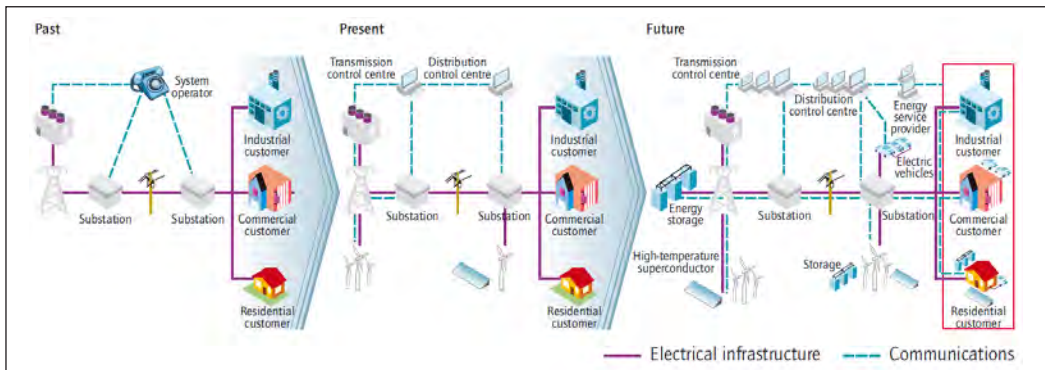 Past
System
operator
Industrial
customer
Substation
Substation
Commercial
customer
Residential
customer
Present
Transmission
control centre
Distribution
control centre
Industrial
customer
Substation
Substation
Commercial
customer
Residential
customer
Future
Transmission
control centre
Distribution
control centre
Energy
service
provider
Industrial
customer
Electric
vehicles
Energy
storage
Substation
Substation
Commercial
customer
High-temperature
superconductor
Storage
Residential
customer
Electrical infrastructure
Communications